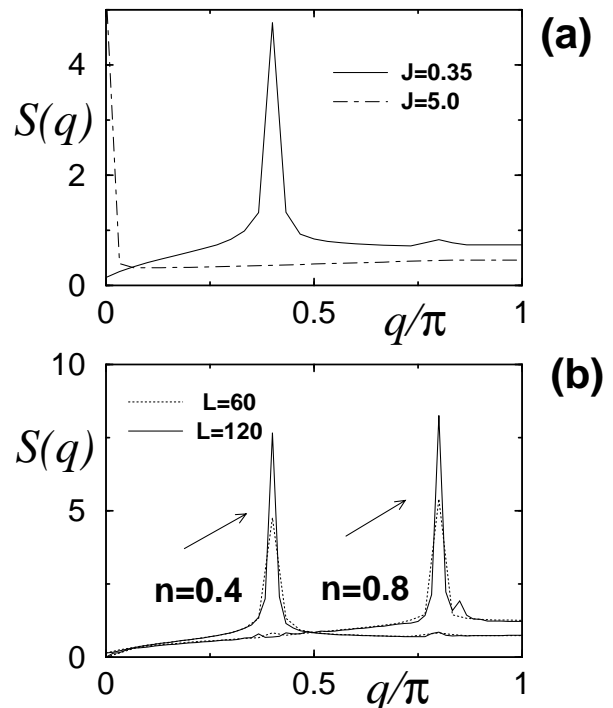 (a)
4
J=0.35
J=5.0
S(q)
2
0
0 0.5 1
q/π
(b)
10
L=60
L=120
S(q)
5
n=0.4 n=0.8
0
0 0.5 1
q/π